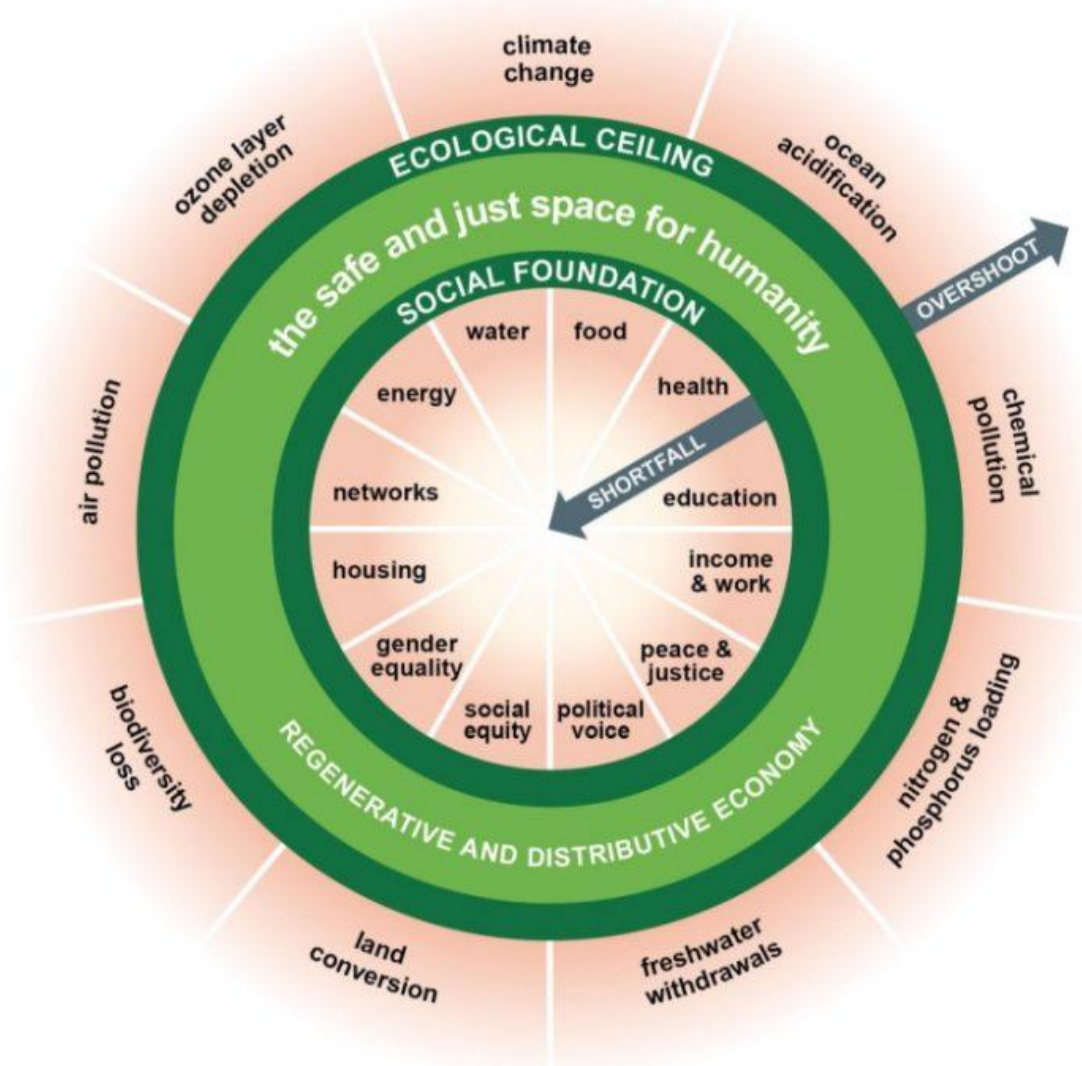 climate
change
ocean
acidification
chemical
pollution
nitrogen &
phosphorus loading
freshwater
withdrawals
land
conversion
biodiversity
loss
air pollution
ozone layer
depletion
ECOLOGICAL CEILING
the safe and just space for humanity
SOCIAL FOUNDATION
OVERSHOOT
SHORTFALL
water
food
health
education
income
& work
peace &
justice
political
voice
social
equity
gender
equality
housing
networks
energy
REGENERATIVE AND DISTRIBUTIVE ECONOMY